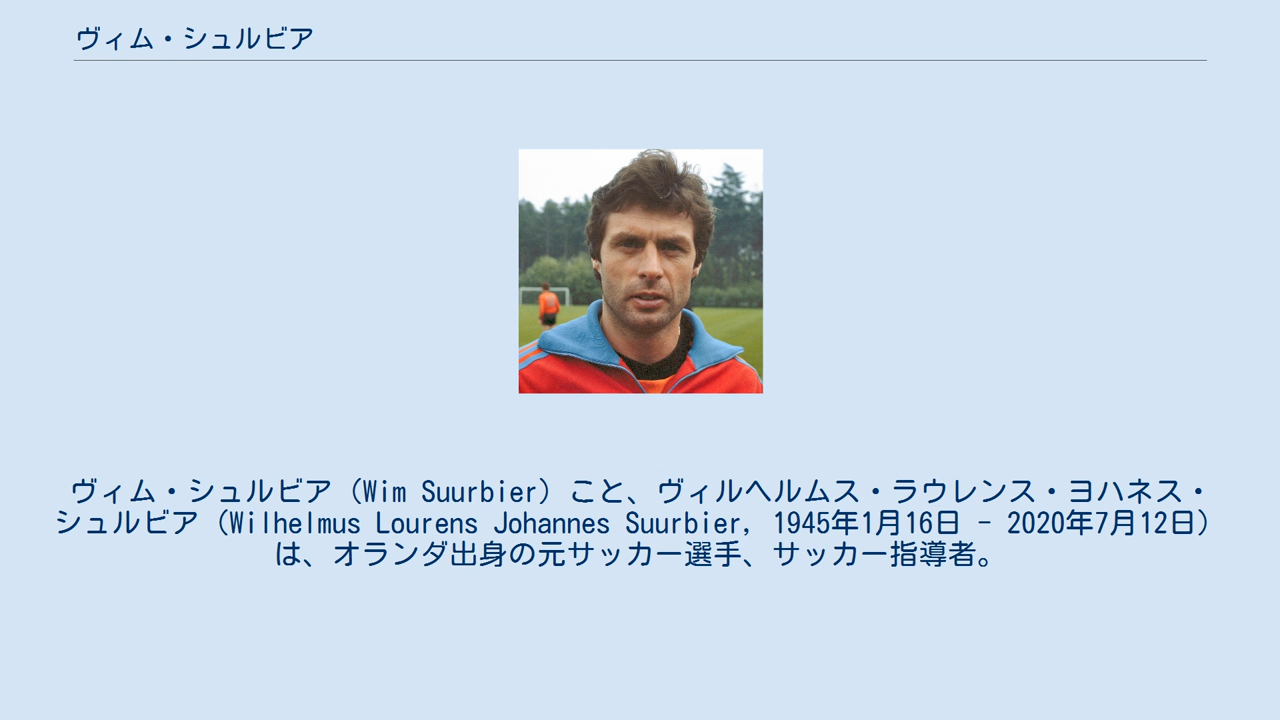 ヴィム・シュルビア
ヴィム・シュルビア（Wim Suurbier）こと、ヴィルヘルムス・ラウレンス・ヨハネス・
シュルビア（Wilhelmus Lourens Johannes Suurbier, 1945年1月16日 - 2020年7月12日）
は、オランダ出身の元サッカー選手、サッカー指導者。